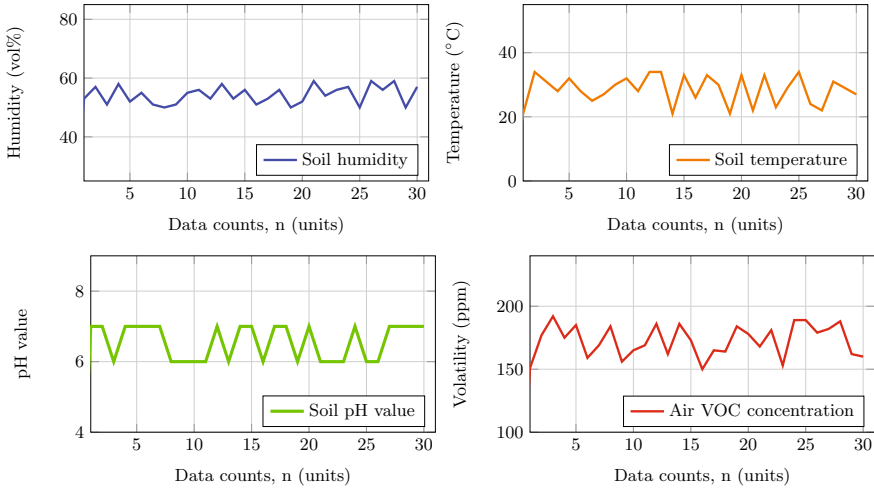 80
60
40
Humidity (vol%)
Soil humidity
5 10 15 20 25 30
Data counts, n (units)
40
20
0
Temperature (°C)
Soil temperature
5 10 15 20 25 30
Data counts, n (units)
8
6
4
pH value
Soil pH value
5 10 15 20 25 30
Data counts, n (units)
200
150
100
Volatility (ppm)
Air VOC concentration
5 10 15 20 25 30
Data counts, n (units)